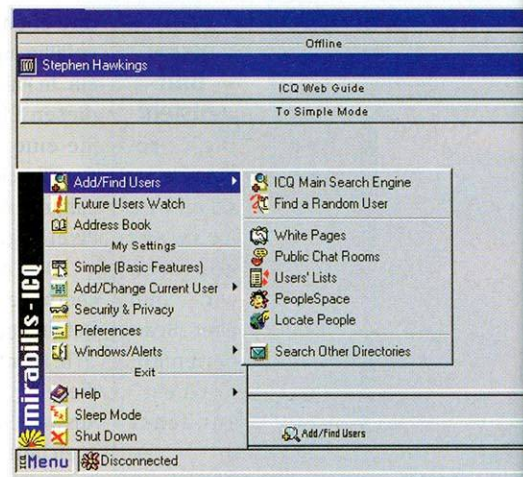 Offline
Stephen Hawkings
ICQ Web Guide
To Simple Mode
Add/Find Users
Future Users Watch
Address Book
My Settings
Simple (Basic Features)
Add/Change Current User
Security & Privacy
Preferences
Windows/Alerts
Exit
Help
Sleep Mode
Shut Down
mirabilis - ICQ
ICQ Main Search Engine
Find a Random User
White Pages
Public Chat Rooms
Users' Lists
PeopleSpace
Locate People
Search Other Directories
Add/Find Users
Menu
Disconnected